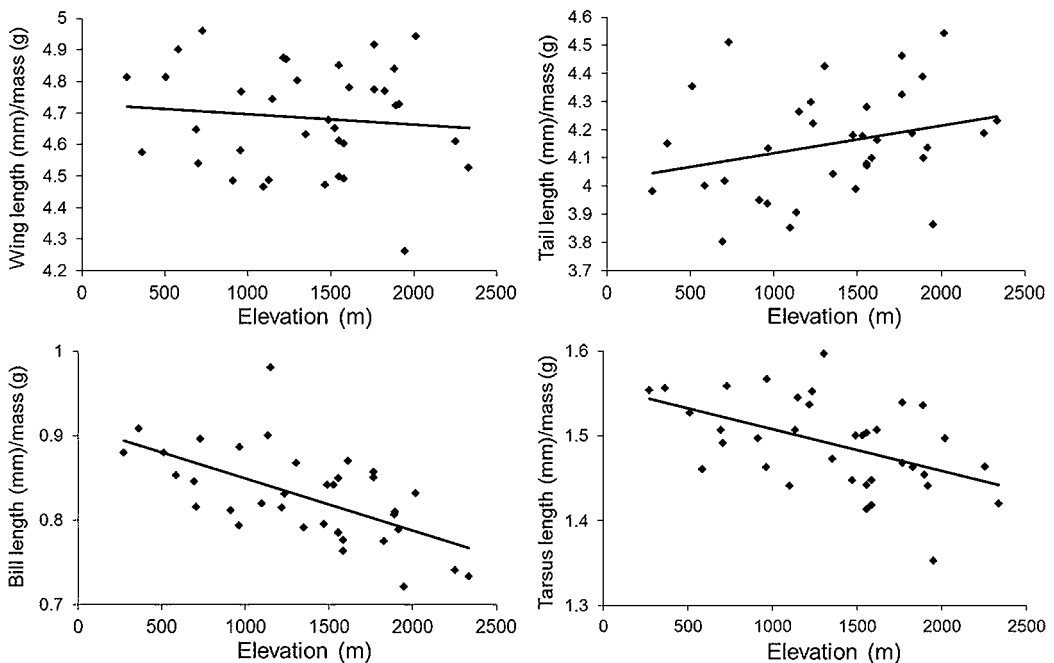 Wing length (mm)/mass (g)
5
4.9
4.8
4.7
4.6
4.5
4.4
4.3
4.2
0 500 1000 1500 2000 2500
Elevation (m)
Tail length (mm)/mass (g)
4.6
4.5
4.4
4.3
4.2
4.1
4
3.9
3.8
3.7
0 500 1000 1500 2000 2500
Elevation (m)
Bill length (mm)/mass (g)
1
0.9
0.8
0.7
0 500 1000 1500 2000 2500
Elevation (m)
Tarsus length (mm)/mass (g)
1.6
1.5
1.4
1.3
0 500 1000 1500 2000 2500
Elevation (m)